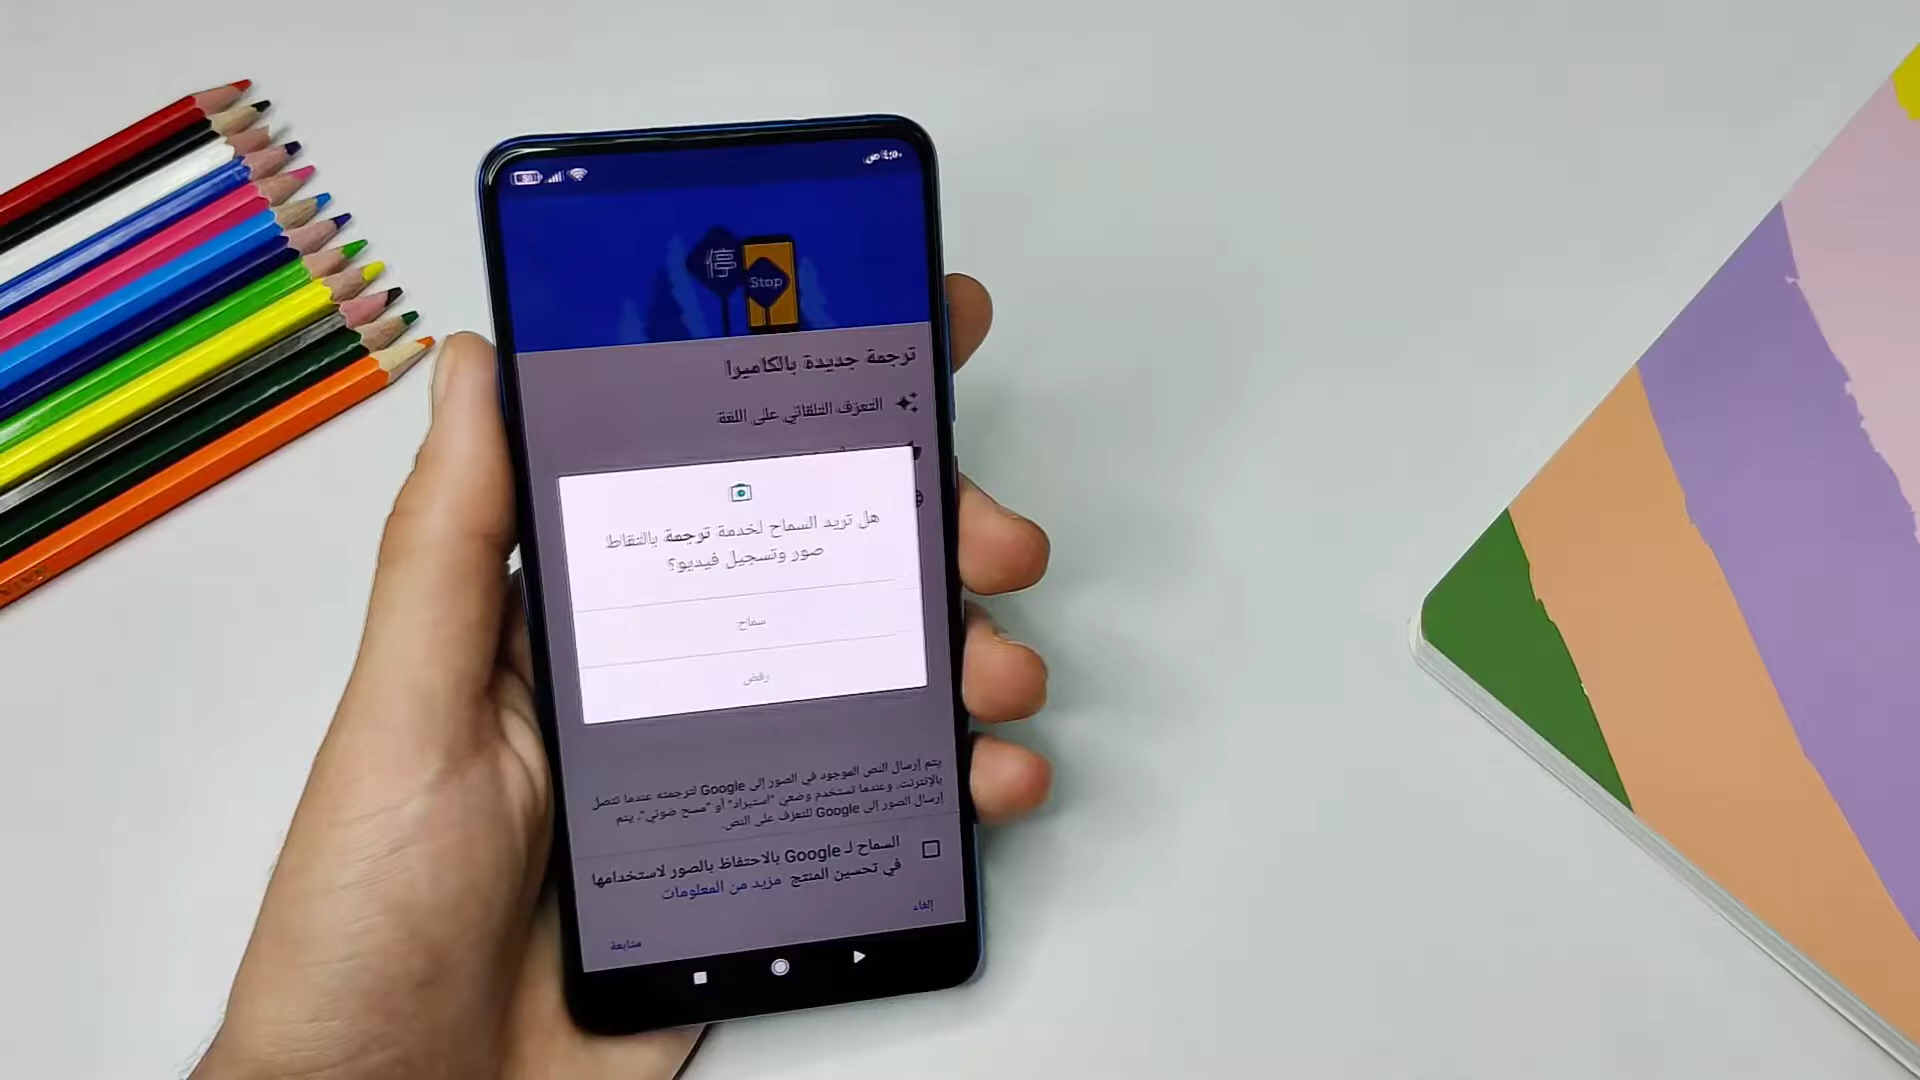 停
Stop
ترجمة جديدة بالكاميرا
التعرّف التلقائي على اللغة
هل تريد السماح لخدمة ترجمة بالتقاط
صور وتسجيل فيديو؟
سماح
رفض
يتم إرسال النص الموجود في الصور إلى Google لترجمته عندما تتصل
بالإنترنت. وعندما تستخدم وضعي "استيراد" أو "مسح ضوئي"، يتم
إرسال الصور إلى Google للتعرّف على النص.
السماح لـ Google بالاحتفاظ بالصور لاستخدامها
في تحسين المنتج مزيد من المعلومات
إلغاء
متابعة